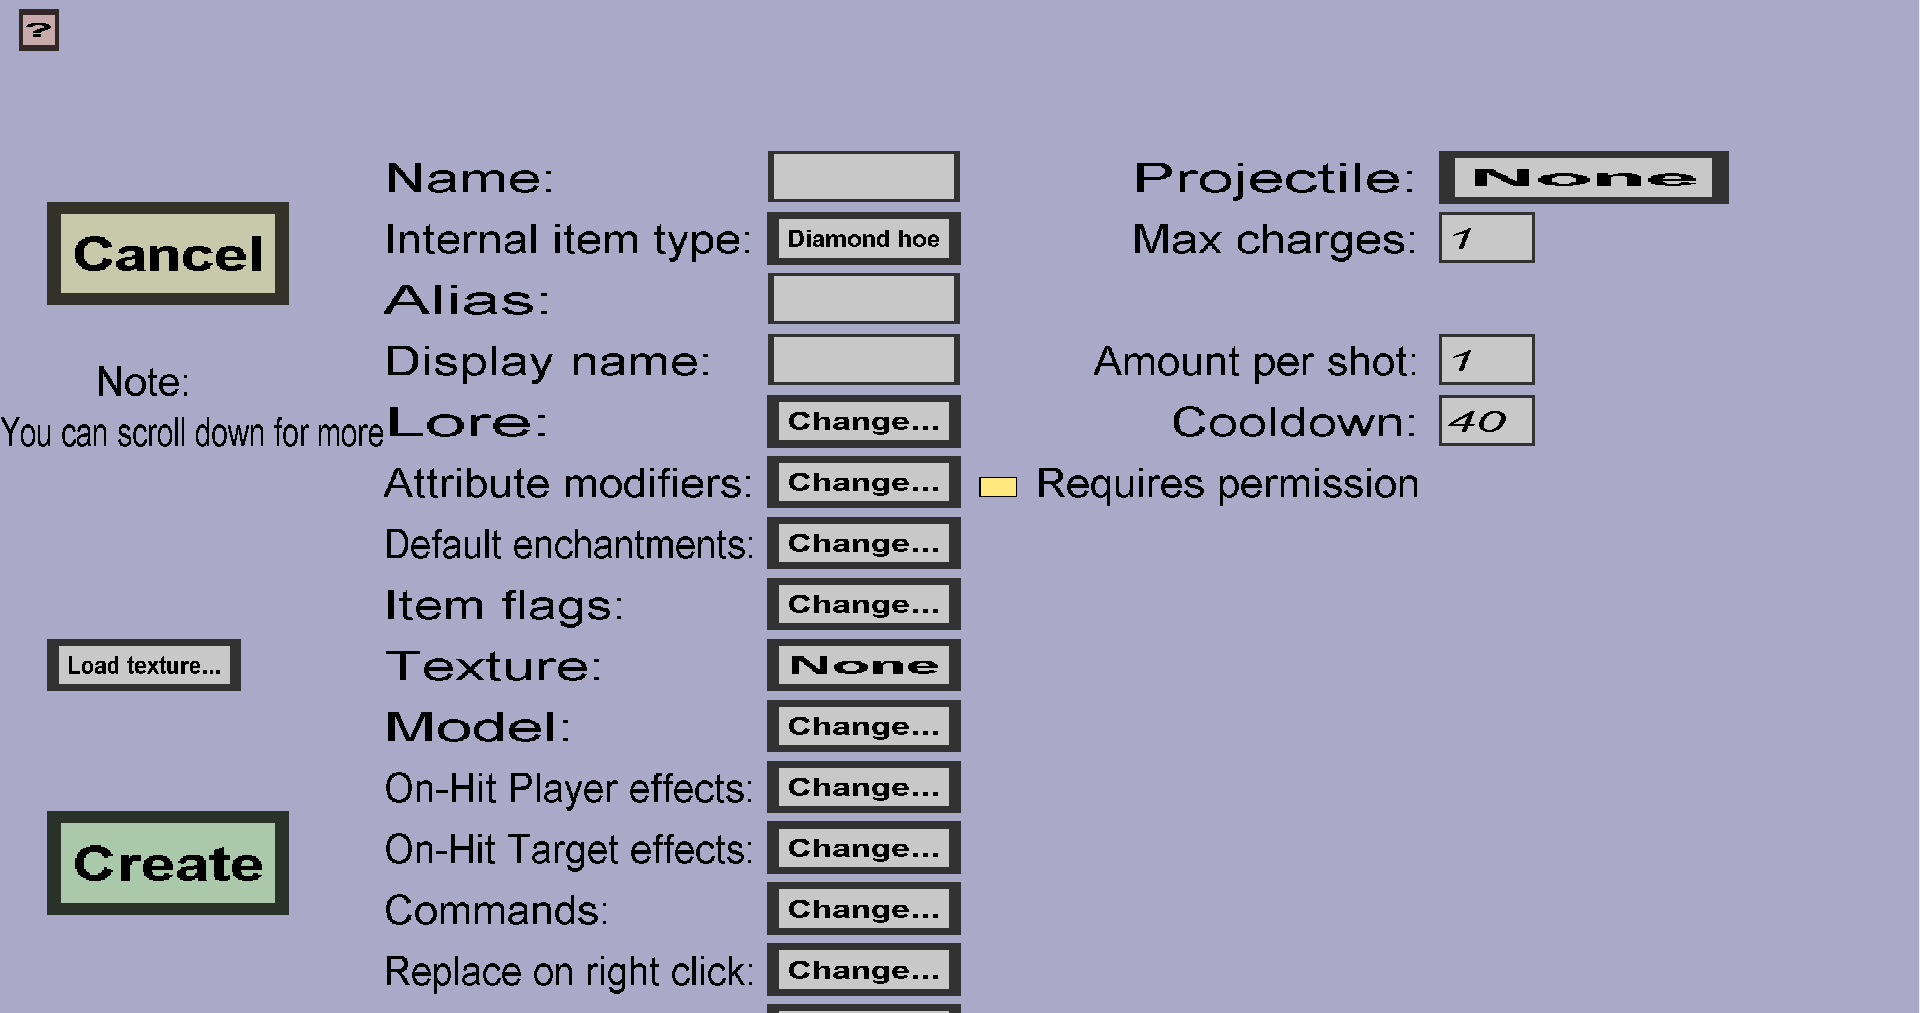 ?
Cancel
Note:
You can scroll down for more
Load texture...
Create
Name:
Internal item type: Diamond hoe
Alias:
Display name:
Lore: Change...
Attribute modifiers: Change...
Default enchantments: Change...
Item flags: Change...
Texture: None
Model: Change...
On-Hit Player effects: Change...
On-Hit Target effects: Change...
Commands: Change...
Replace on right click: Change...
Projectile: None
Max charges: 1
Amount per shot: 1
Cooldown: 40
Requires permission